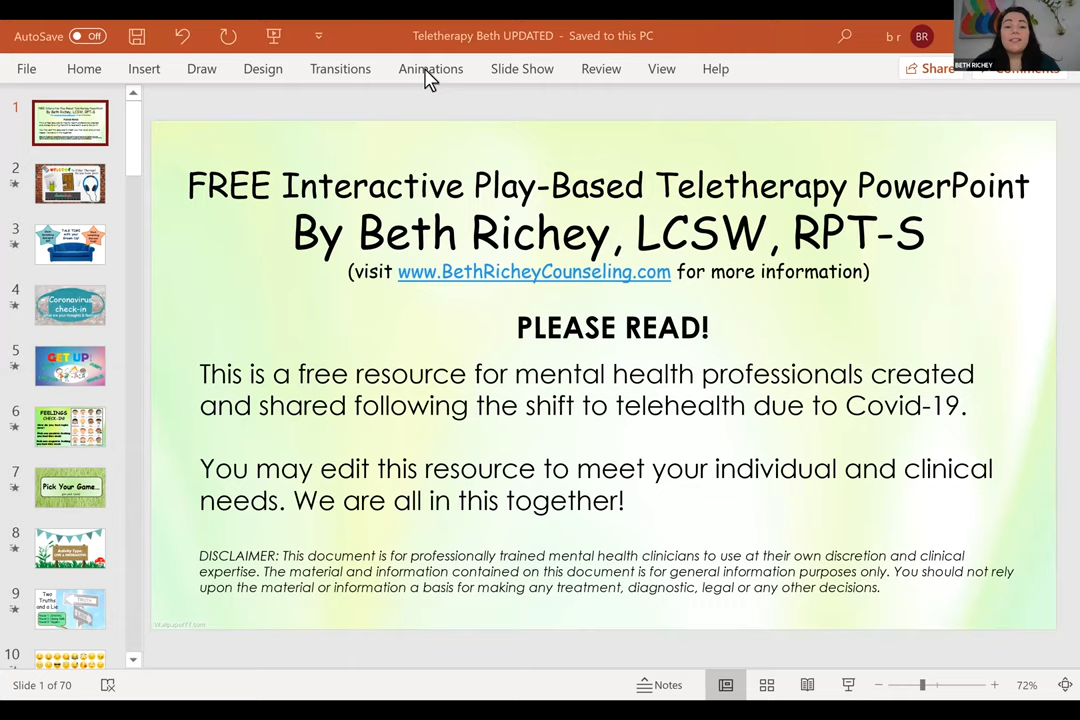 AutoSave Off
Teletherapy Beth UPDATED - Saved to this PC
b r BR
BETH RICHEY
File Home Insert Draw Design Transitions Animations Slide Show Review View Help
Share Comments
1
2
3
4
5
6
7
8
9
10
TALK TIME
Coronavirus
check-in
GET UP!
FEELINGS
CHECK-IN!
Pick Your Game...
Two
Truths
and a Lie
FREE Interactive Play-Based Teletherapy PowerPoint
By Beth Richey, LCSW, RPT-S
(visit www.BethRicheyCounseling.com for more information)
PLEASE READ!
This is a free resource for mental health professionals created
and shared following the shift to telehealth due to Covid-19.
You may edit this resource to meet your individual and clinical
needs. We are all in this together!
DISCLAIMER: This document is for professionally trained mental health clinicians to use at their own discretion and clinical
expertise. The material and information contained on this document is for general information purposes only. You should not rely
upon the material or information a basis for making any treatment, diagnostic, legal or any other decisions.
Slide 1 of 70
Notes
72%